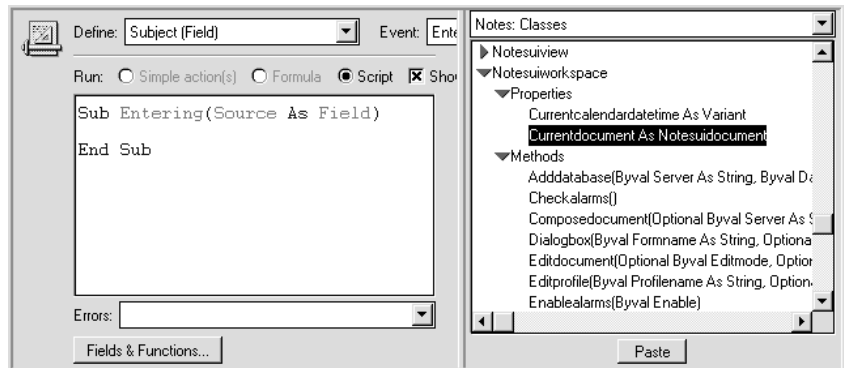 Define: Subject (Field) Event: Ente
Run: Simple action(s) Formula Script Sho
Sub Entering(Source As Field)
End Sub
Errors:
Fields & Functions...
Notes: Classes
Notesuiview
Notesuiworkspace
Properties
Currentcalendardatetime As Variant
Currentdocument As Notesuidocument
Methods
Adddatabase(Byval Server As String, Byval Da
Checkalarms()
Composedocument(Optional Byval Server As S
Dialogbox(Byval Formname As String, Optiona
Editdocument(Optional Byval Editmode, Option
Editprofile(Byval Profilename As String, Option
Enablealarms(Byval Enable)
Paste